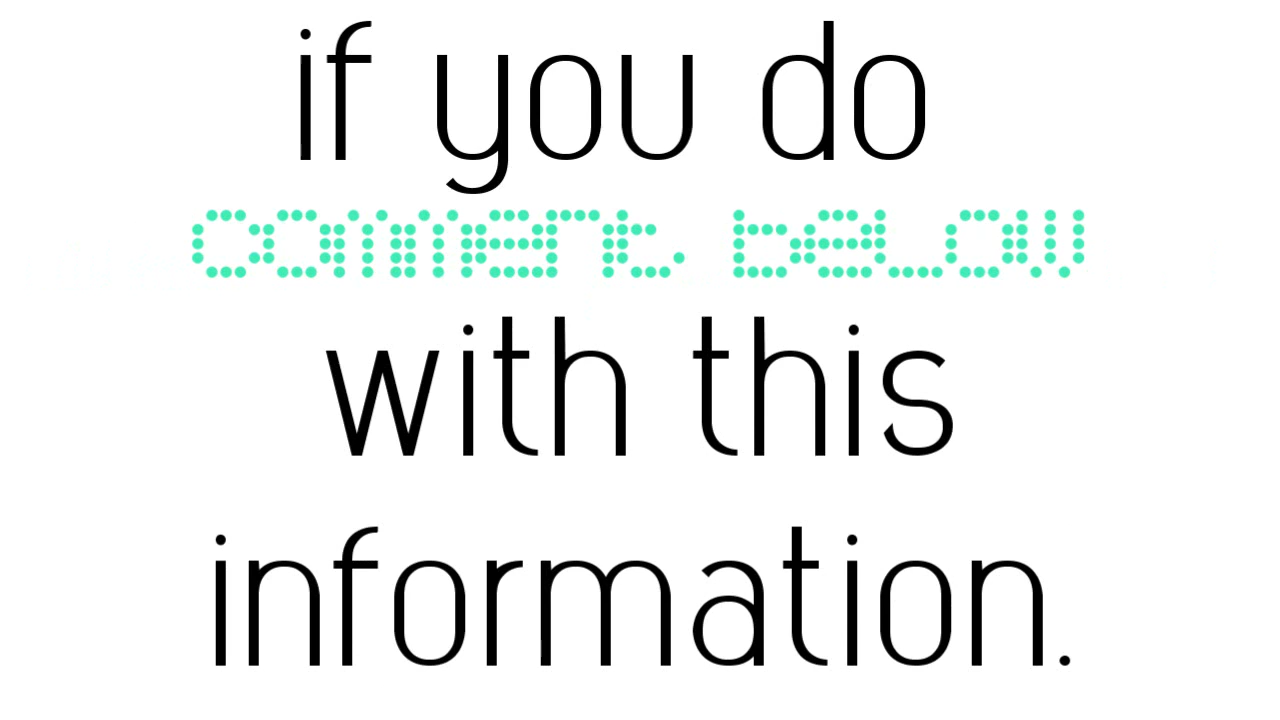 if you do
comment below
with this
information.